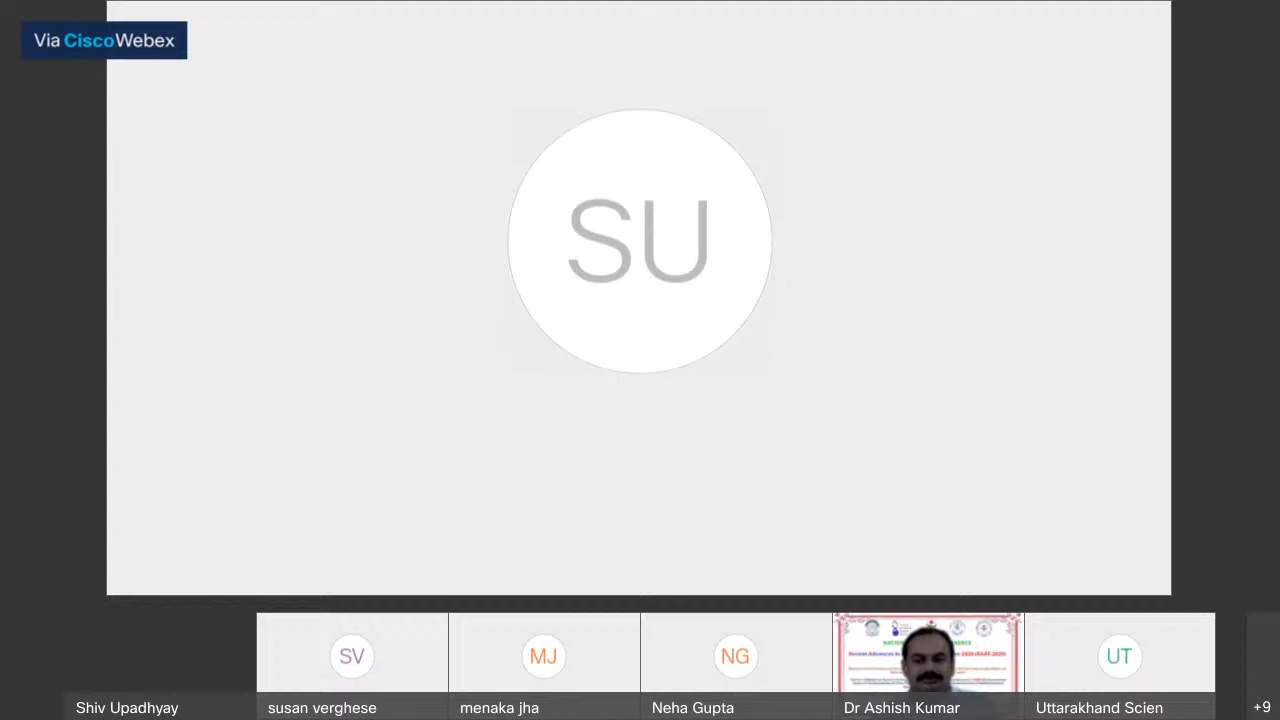 Via CiscoWebex
SU
SV
MJ
NG
UT
Shiv Upadhyay
susan verghese
menaka jha
Neha Gupta
Dr Ashish Kumar
Uttarakhand Scien
+9